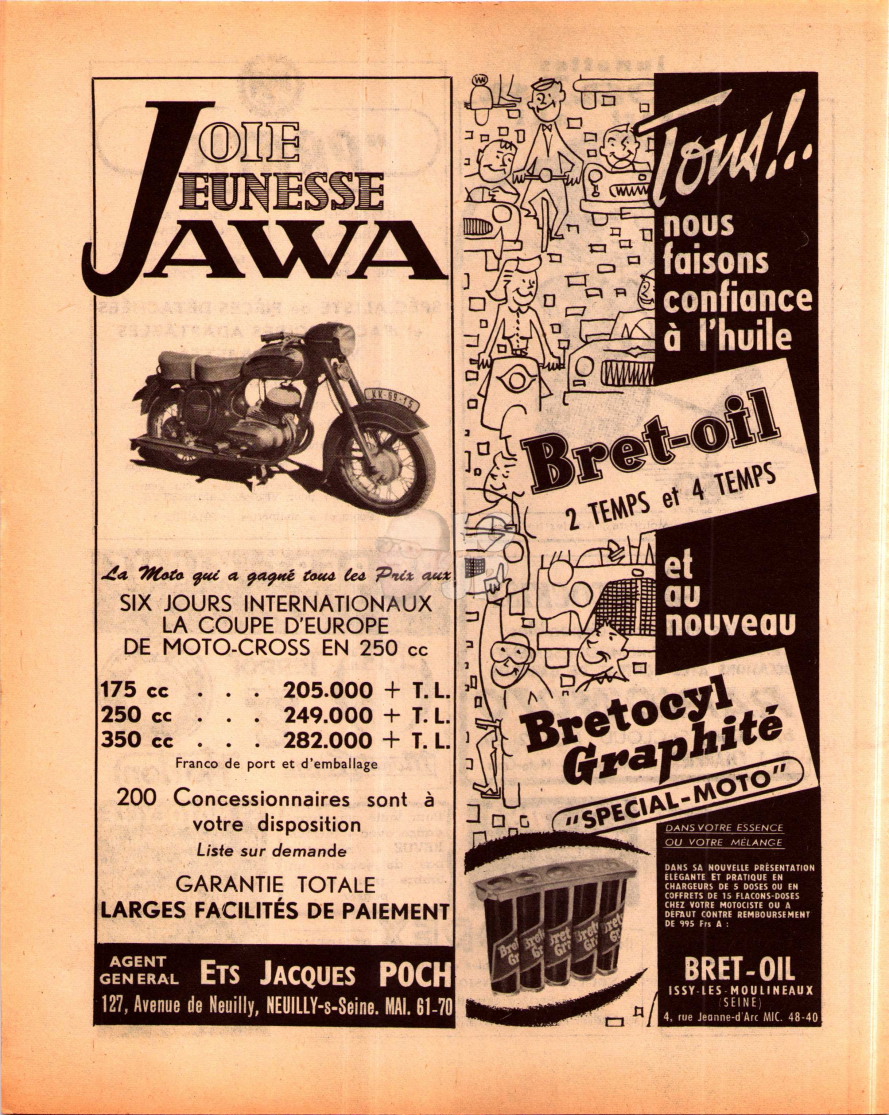 JOIE
JEUNESSE
JAWA
KK-69-15
La Moto qui a gagné tous les Prix aux
SIX JOURS INTERNATIONAUX
LA COUPE D'EUROPE
DE MOTO-CROSS EN 250 cc
175 cc . . . 205.000 + T. L.
250 cc . . . 249.000 + T. L.
350 cc . . . 282.000 + T. L.
Franco de port et d'emballage
200 Concessionnaires sont à
votre disposition
Liste sur demande
GARANTIE TOTALE
LARGES FACILITÉS DE PAIEMENT
AGENT
GENERAL
ETS JACQUES POCH
127, Avenue de Neuilly, NEUILLY-s-Seine. MAI. 61-70
Tous!..
nous
faisons
confiance
à l'huile
Bret-oil
2 TEMPS et 4 TEMPS
et
au
nouveau
Bretocyl
Graphité
"SPECIAL-MOTO"
DANS VOTRE ESSENCE
OU VOTRE MÉLANGE
DANS SA NOUVELLE PRÉSENTATION
ELEGANTE ET PRATIQUE EN
CHARGEURS DE 5 DOSES OU EN
COFFRETS DE 15 FLACONS-DOSES
CHEZ VOTRE MOTOCISTE OU A
DEFAUT CONTRE REMBOURSEMENT
DE 995 Frs A :
BRET-OIL
ISSY-LES-MOULINEAUX
(SEINE)
4, rue Jeanne-d'Arc MIC. 48-40